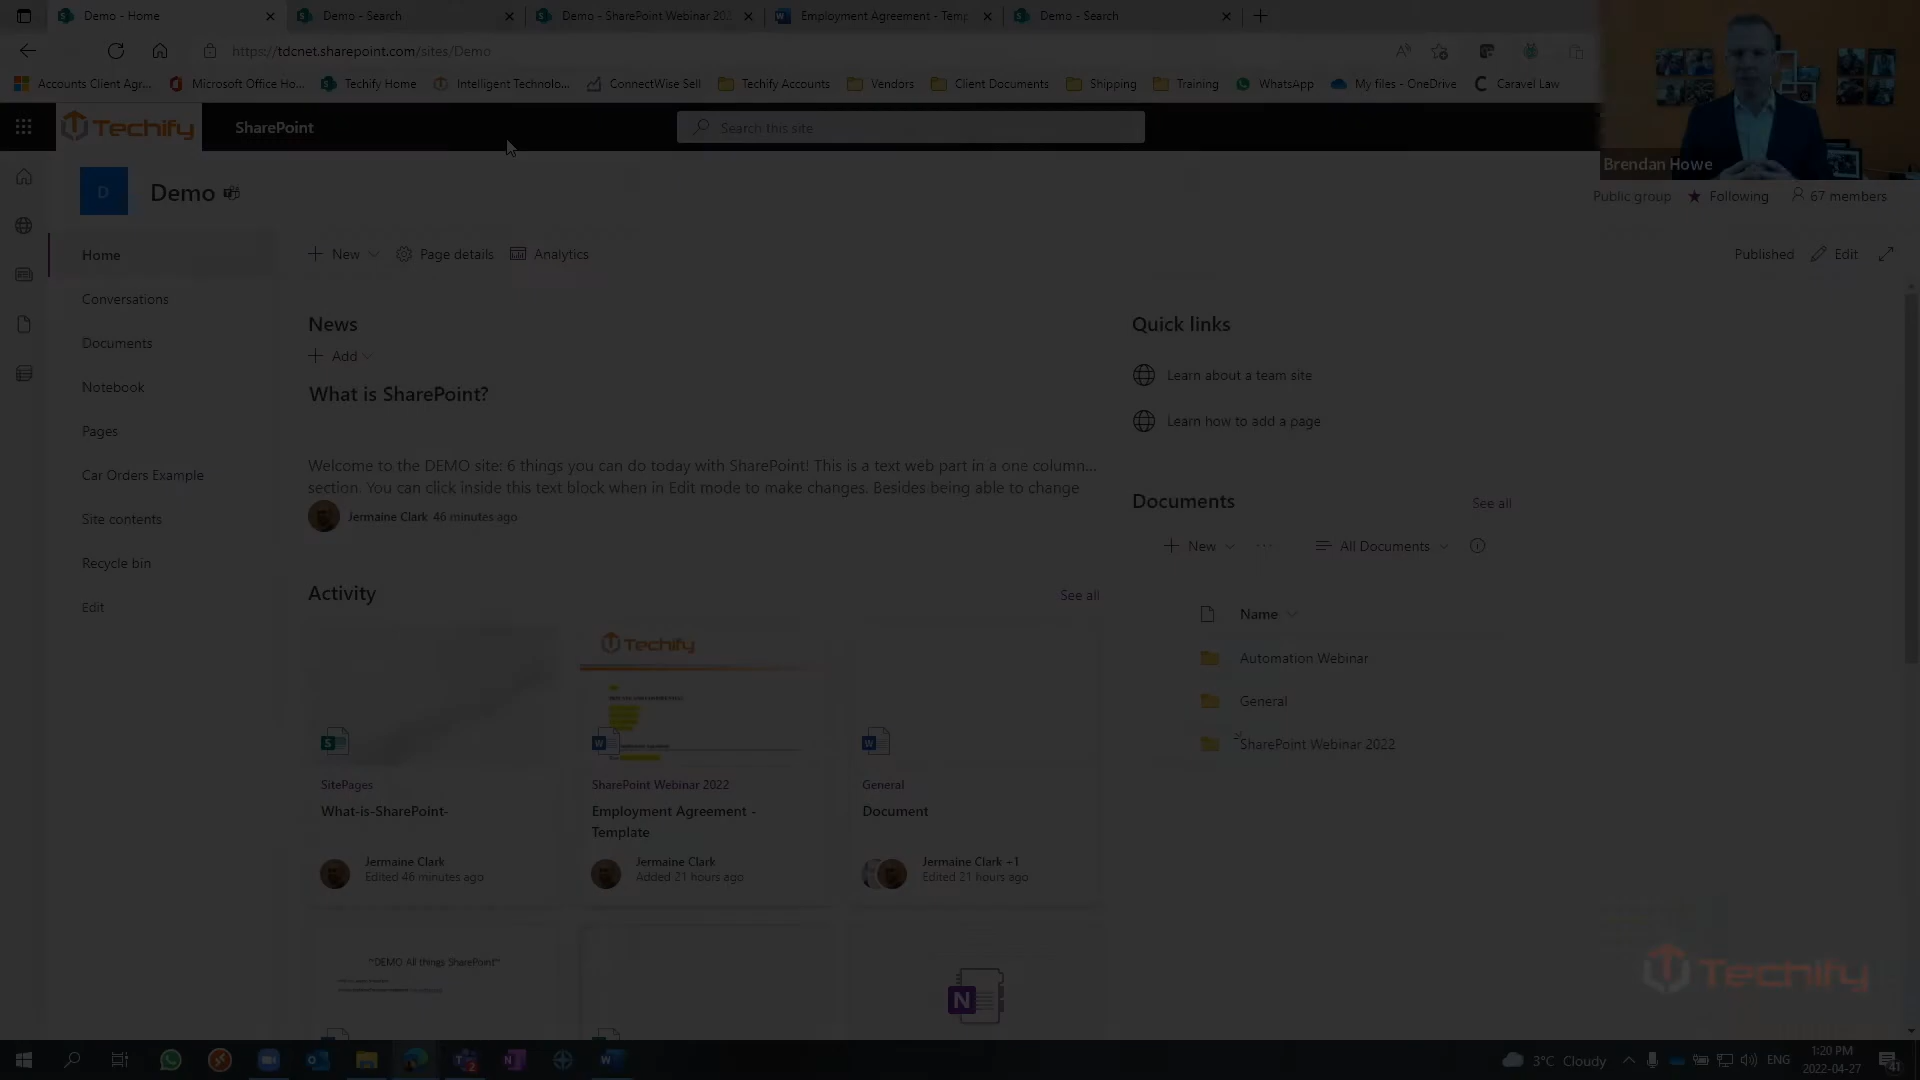 Demo - Home
Demo - Search
Demo - SharePoint Webinar 202
Employment Agreement - Temp
Demo - Search
https://tdcnet.sharepoint.com/sites/Demo
Accounts Client Agr...
Microsoft Office Ho...
Techify Home
Intelligent Technolo...
ConnectWise Sell
Techify Accounts
Vendors
Client Documents
Shipping
Training
WhatsApp
My files - OneDrive
Caravel Law
Techify
SharePoint
Search this site
Brendan Howe
D
Demo
Public group
Following
67 members
Home
Conversations
Documents
Notebook
Pages
Car Orders Example
Site contents
Recycle bin
Edit
New
Page details
Analytics
Published
Edit
News
Add
What is SharePoint?
Welcome to the DEMO site: 6 things you can do today with SharePoint! This is a text web part in a one column...
section. You can click inside this text block when in Edit mode to make changes. Besides being able to change
Jermaine Clark 46 minutes ago
Quick links
Learn about a team site
Learn how to add a page
Documents
See all
New
All Documents
Name
Automation Webinar
General
SharePoint Webinar 2022
Activity
See all
SitePages
What-is-SharePoint-
Jermaine Clark
Edited 46 minutes ago
Techify
SharePoint Webinar 2022
Employment Agreement -
Template
Jermaine Clark
Added 21 hours ago
General
Document
Jermaine Clark +1
Edited 21 hours ago
~DEMO All things SharePoint~
N
Techify
3°C Cloudy
ENG
1:20 PM
2022-04-27
41